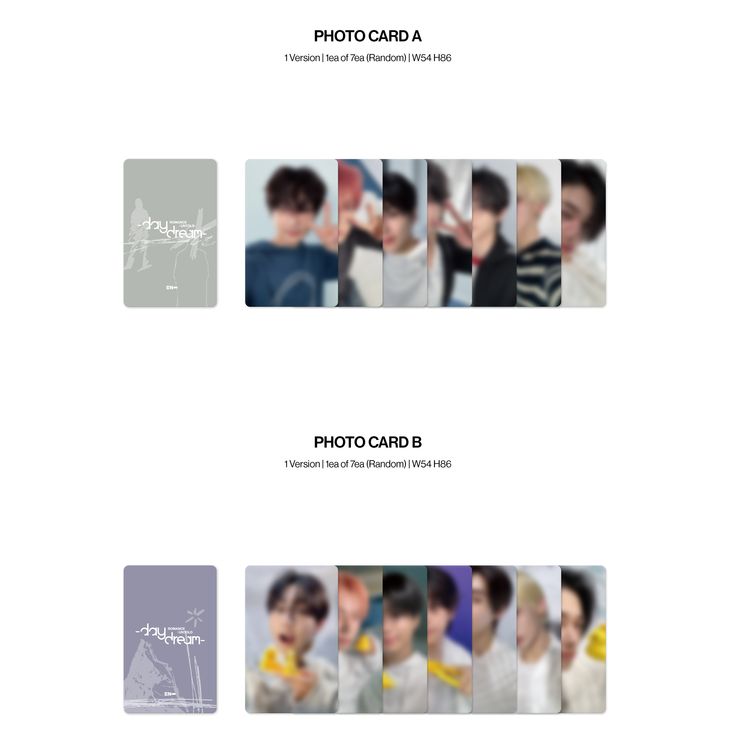 PHOTO CARD A
1 Version | 1ea of 7ea (Random) | W54 H86
-day ROMANCE
: UNTOLD
dream-
EN-
PHOTO CARD B
1 Version | 1ea of 7ea (Random) | W54 H86
-day ROMANCE
: UNTOLD
dream-
EN-